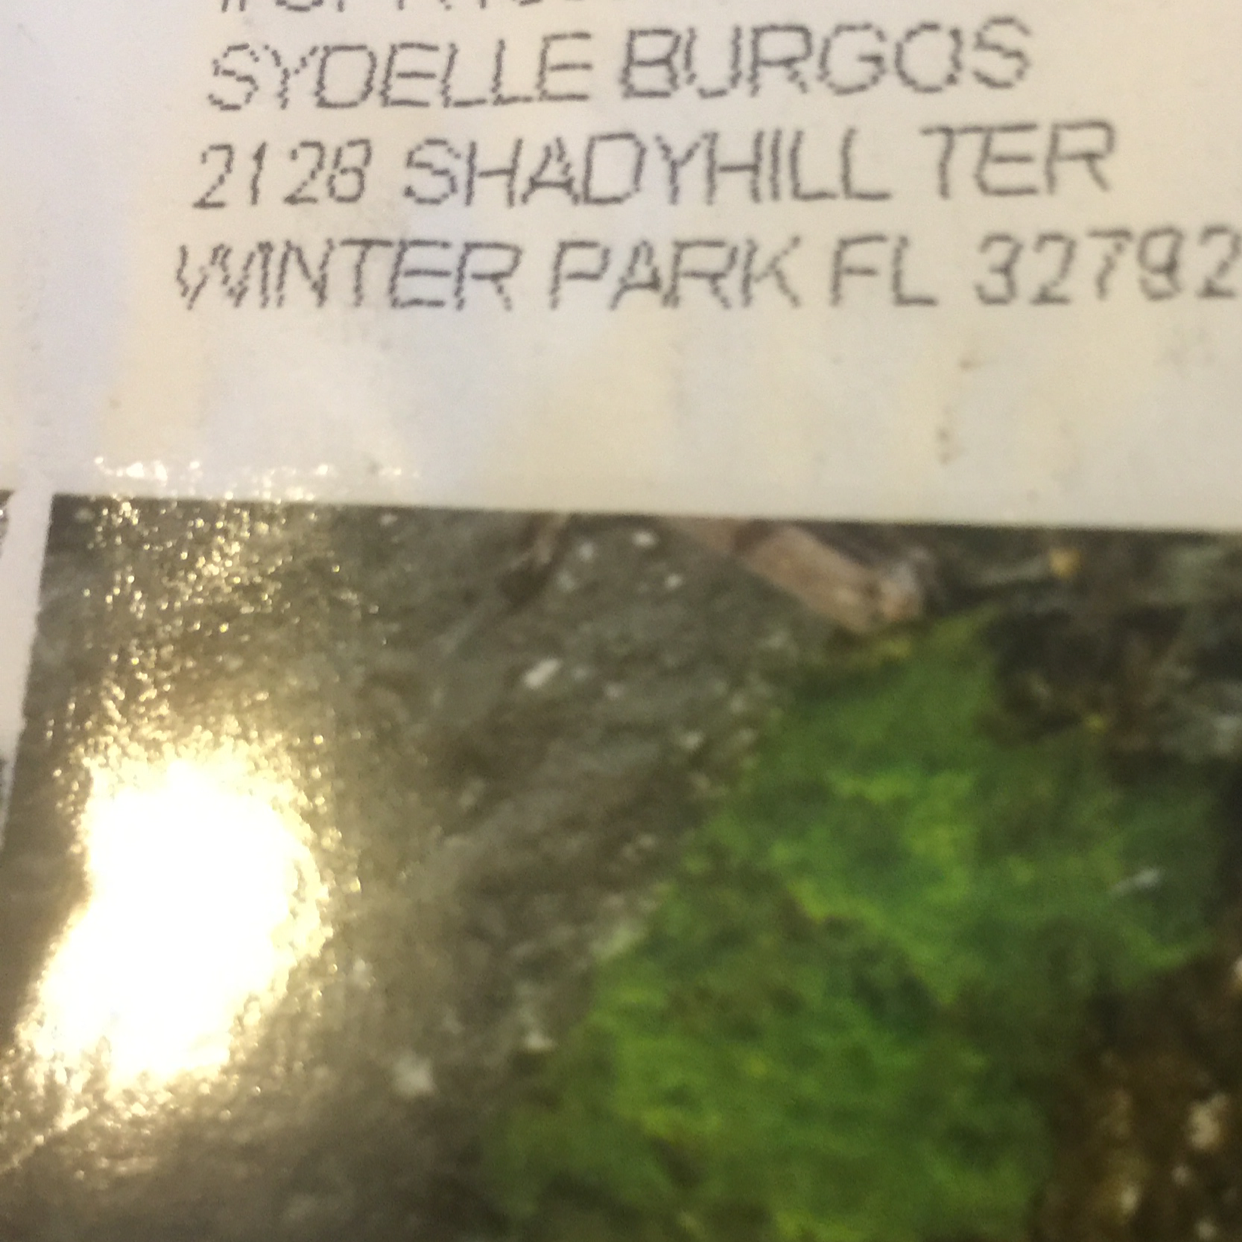 SYDELLE BURGOS
2128 SHADYHILL TER
WINTER PARK FL 32792